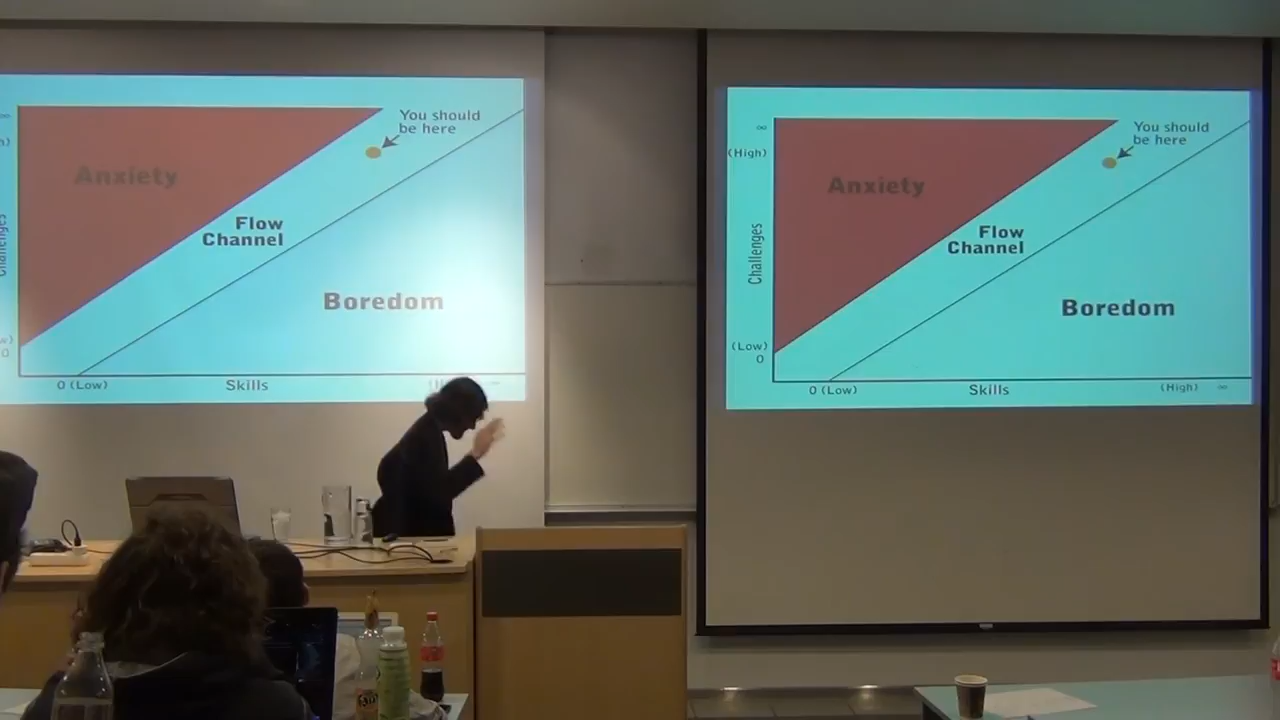 ∞
You should
be here
Anxiety
Flow
Channel
Challenges
Boredom
0
0 (Low)
Skills
∞
∞
(High)
You should
be here
Anxiety
Flow
Channel
Challenges
Boredom
(Low)
0
0 (Low)
Skills
(High)
∞